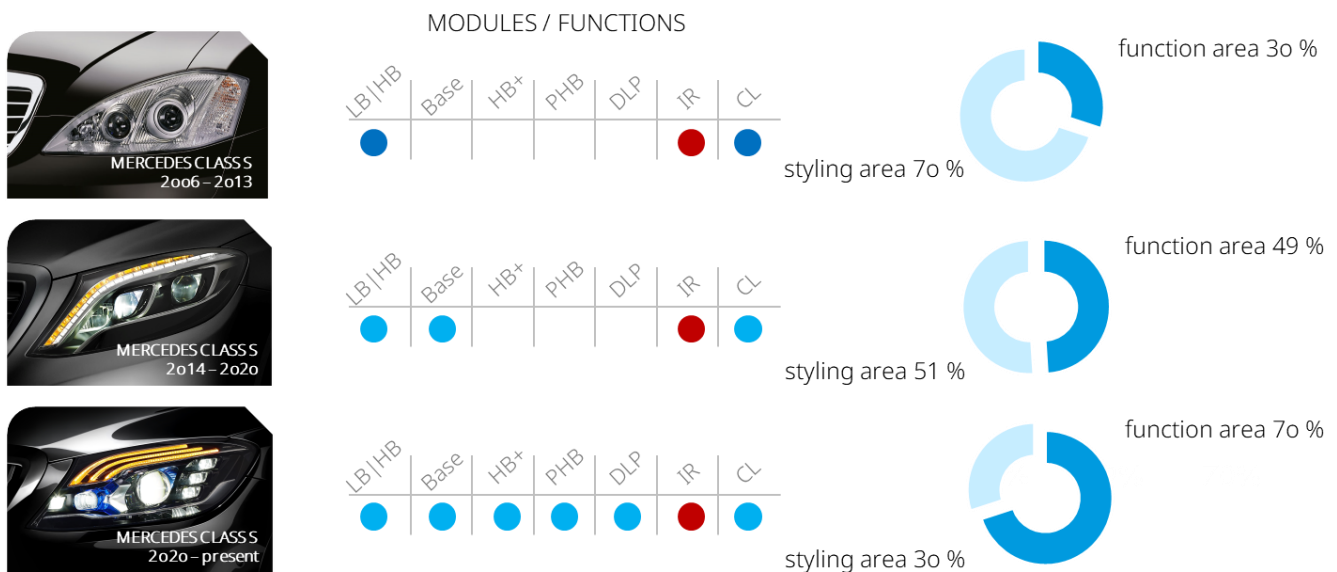 MODULES / FUNCTIONS
MERCEDES CLASS S
2oo6 – 2o13
LB|HB
Base
HB+
PHB
DLP
IR
CL
function area 3o %
styling area 7o %
MERCEDES CLASS S
2o14 – 2o2o
LB|HB
Base
HB+
PHB
DLP
IR
CL
function area 49 %
styling area 51 %
MERCEDES CLASS S
2o2o – present
LB|HB
Base
HB+
PHB
DLP
IR
CL
function area 7o %
styling area 3o %